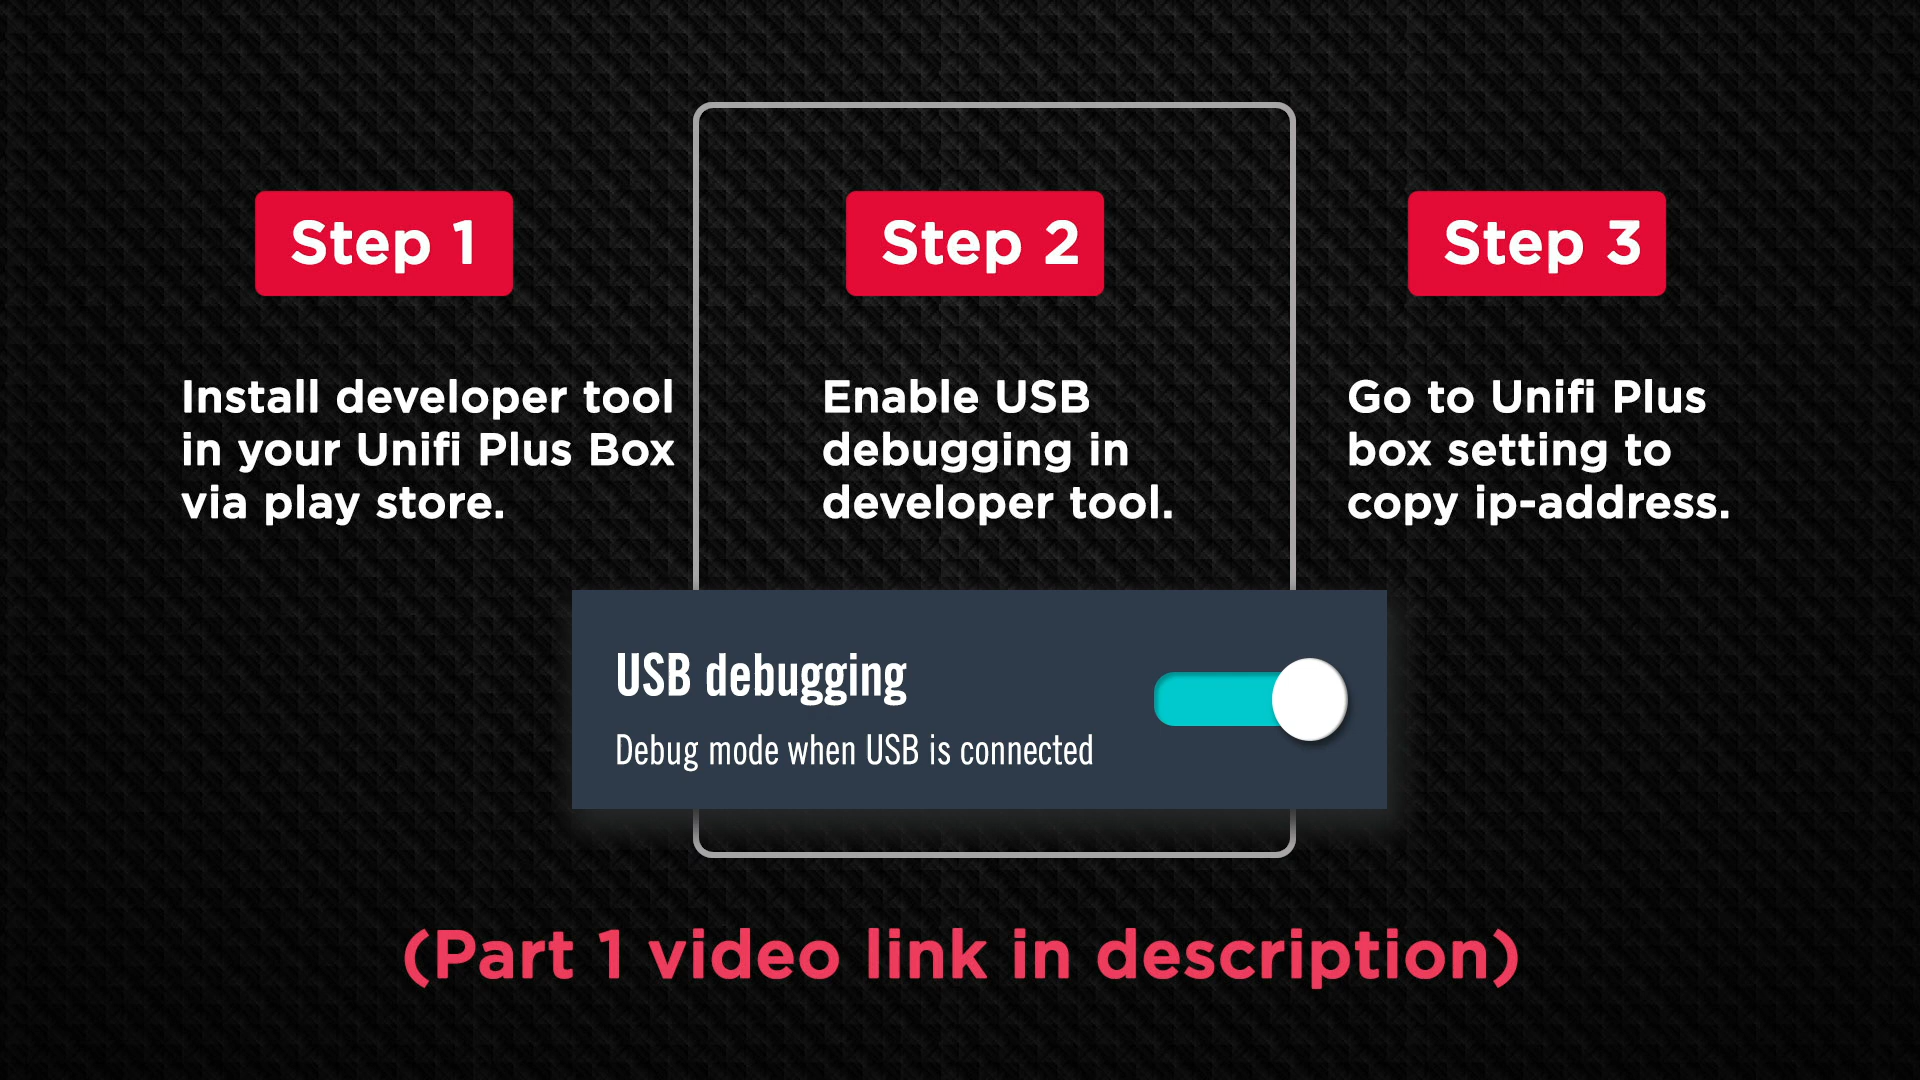 Step 1
Install developer tool
in your Unifi Plus Box
via play store.
Step 2
Enable USB
debugging in
developer tool.
Step 3
Go to Unifi Plus
box setting to
copy ip-address.
USB debugging
Debug mode when USB is connected
(Part 1 video link in description)